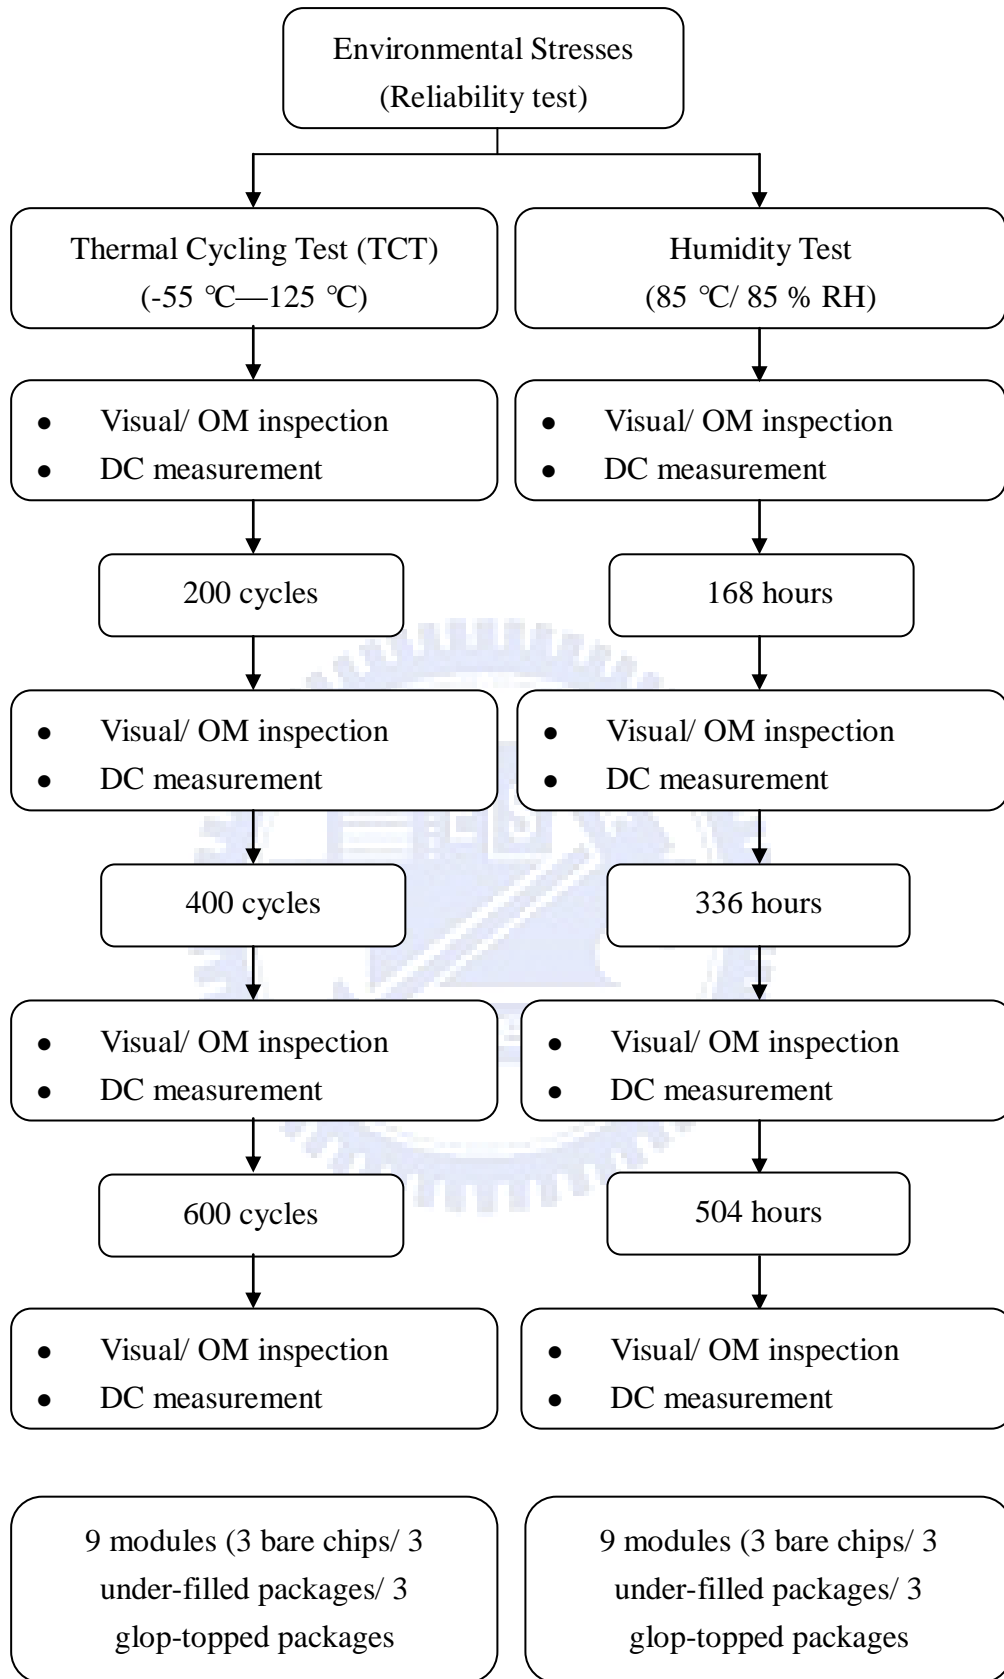 Environmental Stresses
(Reliability test)
Thermal Cycling Test (TCT)
(-55 ℃—125 ℃)
Humidity Test
(85 ℃/ 85 % RH)
● Visual/ OM inspection
● DC measurement
● Visual/ OM inspection
● DC measurement
200 cycles
168 hours
● Visual/ OM inspection
● DC measurement
● Visual/ OM inspection
● DC measurement
400 cycles
336 hours
● Visual/ OM inspection
● DC measurement
● Visual/ OM inspection
● DC measurement
600 cycles
504 hours
● Visual/ OM inspection
● DC measurement
● Visual/ OM inspection
● DC measurement
9 modules (3 bare chips/ 3
under-filled packages/ 3
glop-topped packages
9 modules (3 bare chips/ 3
under-filled packages/ 3
glop-topped packages